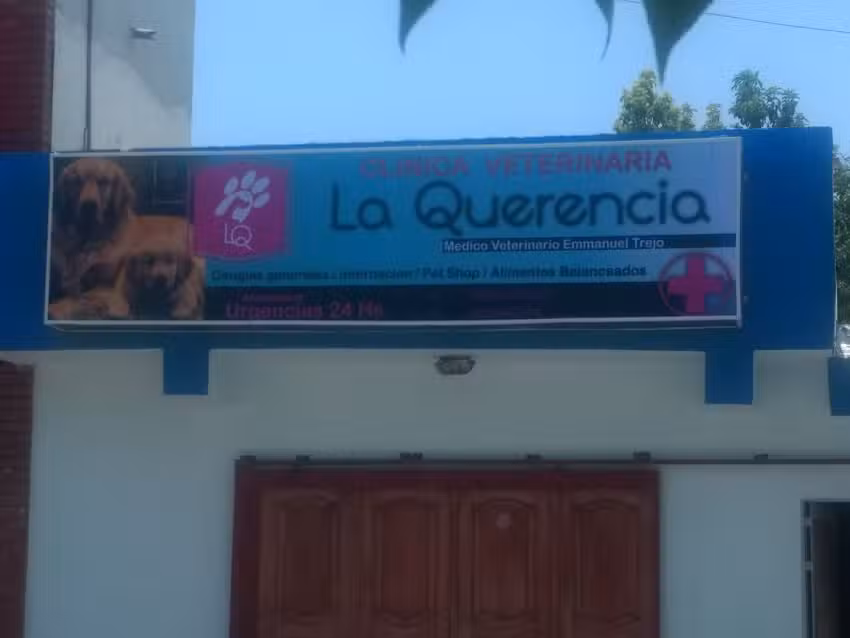 CLINICA VETERINARIA
La Querencia
LQ
Medico Veterinario Emmanuel Trejo
Cirugias generales / Internacion / Pet Shop / Alimentos Balanceados
Urgencias 24 Hs